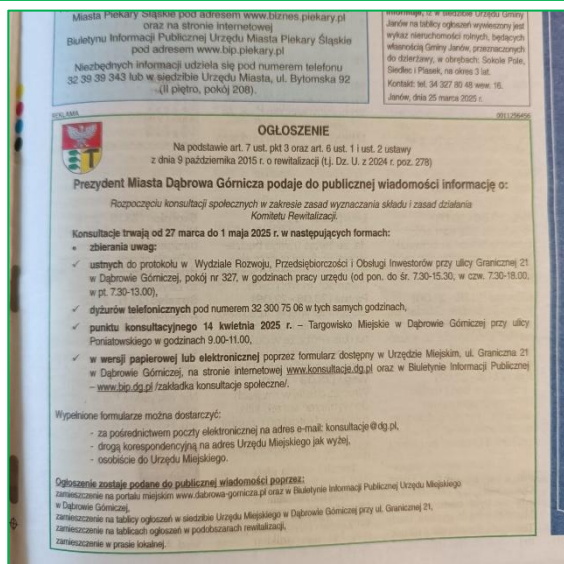 Miasta Piekary Śląskie pod adresem www.biznes.piekary.pl
oraz na stronie internetowej
Biuletynu Informacji Publicznej Urzędu Miasta Piekary Śląskie
pod adresem www.bip.piekary.pl
Niezbędnych informacji udziela się pod numerem telefonu
32 39 39 343 lub w siedzibie Urzędu Miasta, ul. Bytomska 92
(II piętro, pokój 208).
informuje, iż w siedzibie Urzędu Gminy
Janów na tablicy ogłoszeń wywieszony jest
wykaz nieruchomości rolnych, będących
własnością Gminy Janów, przeznaczonych
do dzierżawy, w obrębach: Sokole Pole,
Siedlec i Piasek, na okres 3 lat.
Kontakt: tel. 34 327 80 48 wew. 16.
Janów, dnia 25 marca 2025 r.
REKLAMA
OGŁOSZENIE
Na podstawie art. 7 ust. pkt 3 oraz art. 6 ust. 1 i ust. 2 ustawy
z dnia 9 października 2015 r. o rewitalizacji (t.j. Dz. U. z 2024 r. poz. 278)
Prezydent Miasta Dąbrowa Górnicza podaje do publicznej wiadomości informację o:
Rozpoczęciu konsultacji społecznych w zakresie zasad wyznaczania składu i zasad działania
Komitetu Rewitalizacji.
Konsultacje trwają od 27 marca do 1 maja 2025 r. w następujących formach:
• zbierania uwag:
✓ ustnych do protokołu w Wydziale Rozwoju, Przedsiębiorczości i Obsługi Inwestorów przy ulicy Granicznej 21
w Dąbrowie Górniczej, pokój nr 327, w godzinach pracy urzędu (od pon. do śr. 7.30-15.30, w czw. 7.30-18.00,
w pt. 7.30-13.00),
✓ dyżurów telefonicznych pod numerem 32 300 75 06 w tych samych godzinach,
✓ punktu konsultacyjnego 14 kwietnia 2025 r. – Targowisko Miejskie w Dąbrowie Górniczej przy ulicy
Poniatowskiego w godzinach 9.00-11.00,
✓ w wersji papierowej lub elektronicznej poprzez formularz dostępny w Urzędzie Miejskim, ul. Graniczna 21
w Dąbrowie Górniczej, na stronie internetowej www.konsultacje.dg.pl oraz w Biuletynie Informacji Publicznej
– www.bip.dg.pl /zakładka konsultacje społeczne/.
Wypełnione formularze można dostarczyć:
- za pośrednictwem poczty elektronicznej na adres e-mail: konsultacje@dg.pl,
- drogą korespondencyjną na adres Urzędu Miejskiego jak wyżej,
- osobiście do Urzędu Miejskiego.
Ogłoszenie zostaje podane do publicznej wiadomości poprzez:
zamieszczenie na portalu miejskim www.dabrowa-gornicza.pl oraz w Biuletynie Informacji Publicznej Urzędu Miejskiego
w Dąbrowie Górniczej,
zamieszczenie na tablicy ogłoszeń w siedzibie Urzędu Miejskiego w Dąbrowie Górniczej przy ul. Granicznej 21,
zamieszczenie na tablicach ogłoszeń w podobszarach rewitalizacji,
zamieszczenie w prasie lokalnej.